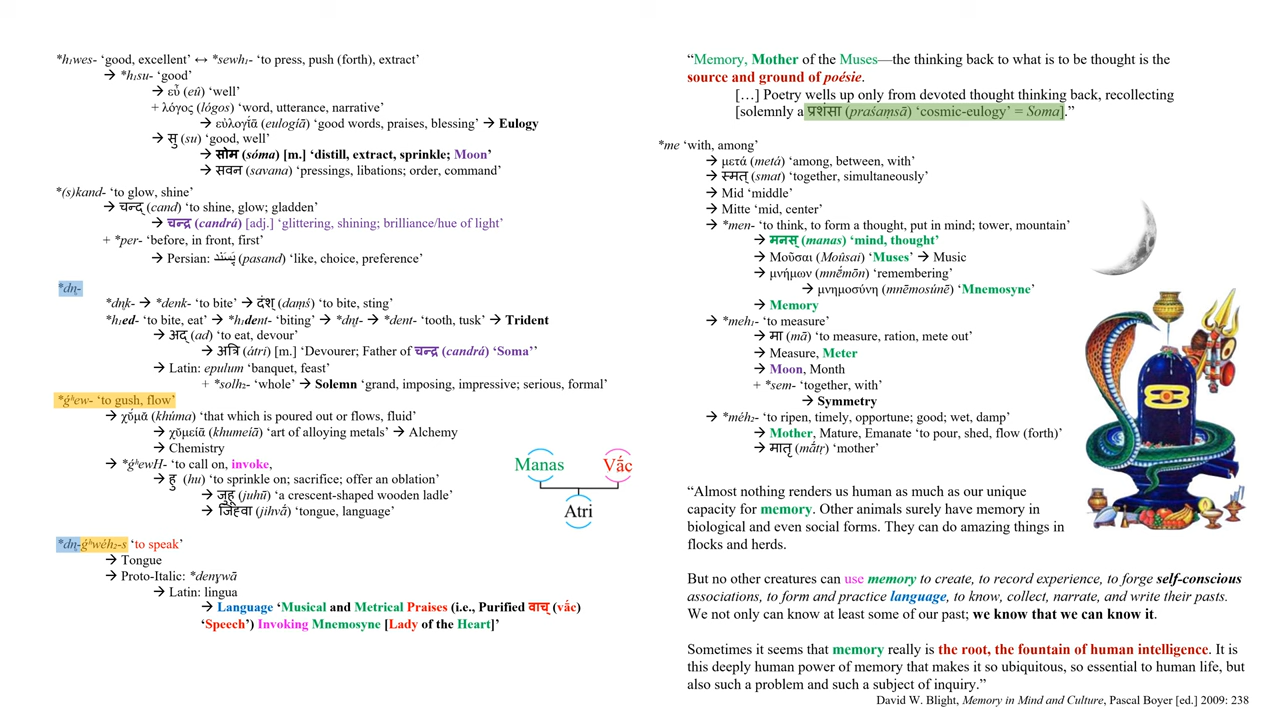 *h₁wes- ‘good, excellent’ ↔ *sewh₁- ‘to press, push (forth), extract’
→ *h₁su- ‘good’
→ εὖ (eû) ‘well’
+ λόγος (lógos) ‘word, utterance, narrative’
→ εὐλογίᾱ (eulogíā) ‘good words, praises, blessing’ → Eulogy
→ सु (su) ‘good, well’
→ सोम (sóma) [m.] ‘distill, extract, sprinkle; Moon’
→ सवन (savana) ‘pressings, libations; order, command’
*(s)kand- ‘to glow, shine’
→ चन्द् (cand) ‘to shine, glow; gladden’
→ चन्द्र (candrá) [adj.] ‘glittering, shining; brilliance/hue of light’
+ *per- ‘before, in front, first’
→ Persian: پسند (pasand) ‘like, choice, preference’
*dn̥-
*dn̥k- → *denk- ‘to bite’ → दंश् (daṃś) ‘to bite, sting’
*h₁ed- ‘to bite, eat’ → *h₁dent- ‘biting’ → *dn̥t- → *dent- ‘tooth, tusk’ → Trident
→ अद् (ad) ‘to eat, devour’
→ अत्रि (átri) [m.] ‘Devourer; Father of चन्द्र (candrá) ‘Soma’’
→ Latin: epulum ‘banquet, feast’
+ *solh₂- ‘whole’ → Solemn ‘grand, imposing, impressive; serious, formal’
*ǵʰew- ‘to gush, flow’
→ χῠ́μᾰ (khúma) ‘that which is poured out or flows, fluid’
→ χῠμείᾱ (khumeíā) ‘art of alloying metals’ → Alchemy
→ Chemistry
→ *ǵʰewH- ‘to call on, invoke,
→ हु (hu) ‘to sprinkle on; sacrifice; offer an oblation’
→ जुहू (juhū) ‘a crescent-shaped wooden ladle’
→ जिह्वा (jihvā́) ‘tongue, language’
Manas Vā́c
Atri
*dn̥-ǵʰwéh₂-s ‘to speak’
→ Tongue
→ Proto-Italic: *denɣwā
→ Latin: lingua
→ Language ‘Musical and Metrical Praises (i.e., Purified वाच् (vā́c)
‘Speech’) Invoking Mnemosyne [Lady of the Heart]’
“Memory, Mother of the Muses—the thinking back to what is to be thought is the
source and ground of poésie.
[…] Poetry wells up only from devoted thought thinking back, recollecting
[solemnly a प्रशंसा (praśaṃsā) ‘cosmic-eulogy’ = Soma].”
*me ‘with, among’
→ μετά (metá) ‘among, between, with’
→ स्मत् (smat) ‘together, simultaneously’
→ Mid ‘middle’
→ Mitte ‘mid, center’
→ *men- ‘to think, to form a thought, put in mind; tower, mountain’
→ मनस् (manas) ‘mind, thought’
→ Μοῦσαι (Moûsai) ‘Muses’ → Music
→ μνήμων (mnḗmōn) ‘remembering’
→ μνημοσύνη (mnēmosúnē) ‘Mnemosyne’
→ Memory
→ *meh₁- ‘to measure’
→ मा (mā) ‘to measure, ration, mete out’
→ Measure, Meter
→ Moon, Month
+ *sem- ‘together, with’
→ Symmetry
→ *méh₂- ‘to ripen, timely, opportune; good; wet, damp’
→ Mother, Mature, Emanate ‘to pour, shed, flow (forth)’
→ मातृ (mā́tṛ) ‘mother’
“Almost nothing renders us human as much as our unique
capacity for memory. Other animals surely have memory in
biological and even social forms. They can do amazing things in
flocks and herds.
But no other creatures can use memory to create, to record experience, to forge self-conscious
associations, to form and practice language, to know, collect, narrate, and write their pasts.
We not only can know at least some of our past; we know that we can know it.
Sometimes it seems that memory really is the root, the fountain of human intelligence. It is
this deeply human power of memory that makes it so ubiquitous, so essential to human life, but
also such a problem and such a subject of inquiry.”
David W. Blight, Memory in Mind and Culture, Pascal Boyer [ed.] 2009: 238